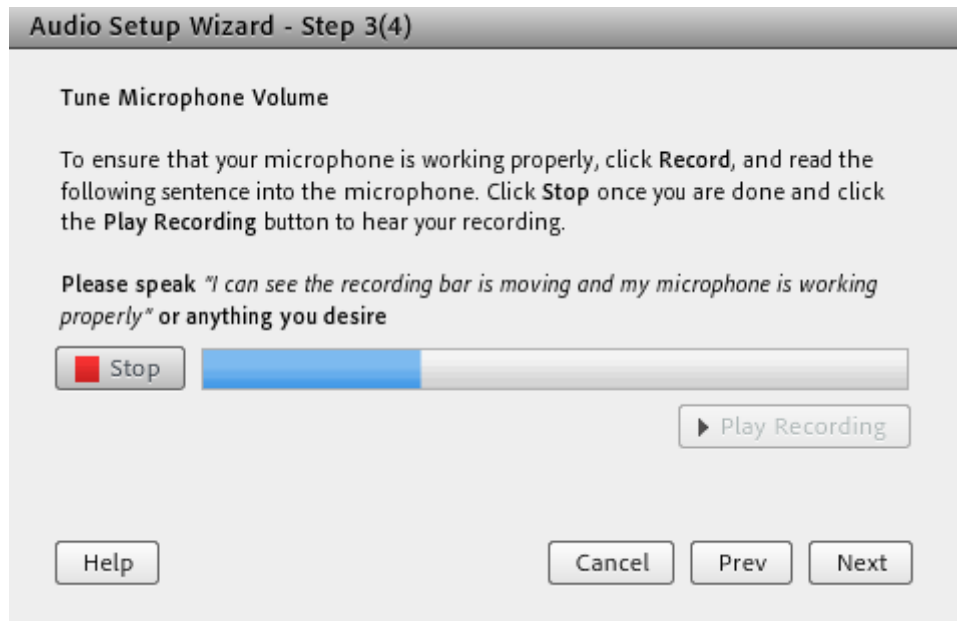 Audio Setup Wizard - Step 3(4)
Tune Microphone Volume
To ensure that your microphone is working properly, click Record, and read the
following sentence into the microphone. Click Stop once you are done and click
the Play Recording button to hear your recording.
Please speak "I can see the recording bar is moving and my microphone is working
properly" or anything you desire
Stop
Play Recording
Help Cancel Prev Next